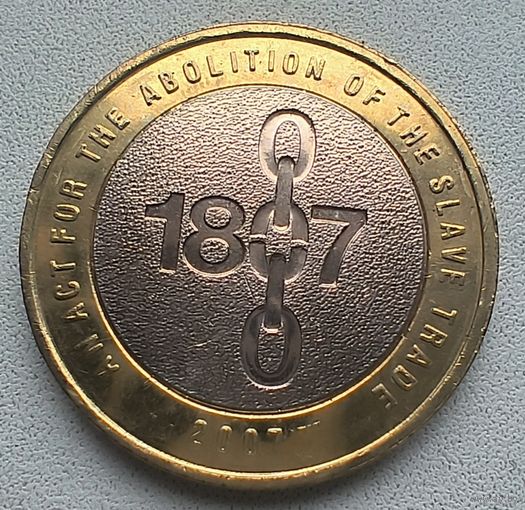 AN ACT FOR THE ABOLITION OF THE SLAVE TRADE
1807
2007